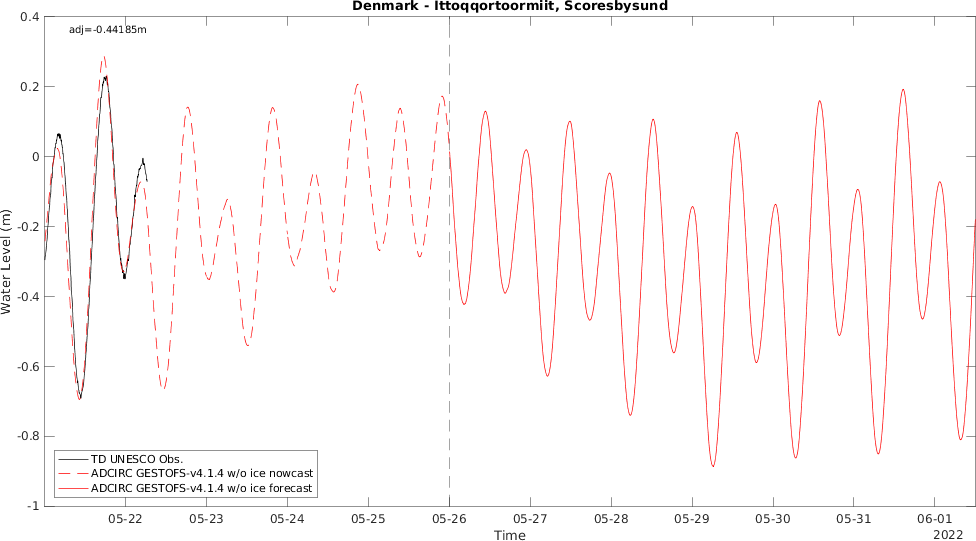 Denmark - Ittoqqortoormiit, Scoresbysund
adj=-0.44185m
0.4
0.2
0
-0.2
-0.4
-0.6
-0.8
-1
Water Level (m)
TD UNESCO Obs.
ADCIRC GESTOFS-v4.1.4 w/o ice nowcast
ADCIRC GESTOFS-v4.1.4 w/o ice forecast
05-22 05-23 05-24 05-25 05-26 05-27 05-28 05-29 05-30 05-31 06-01
Time
2022